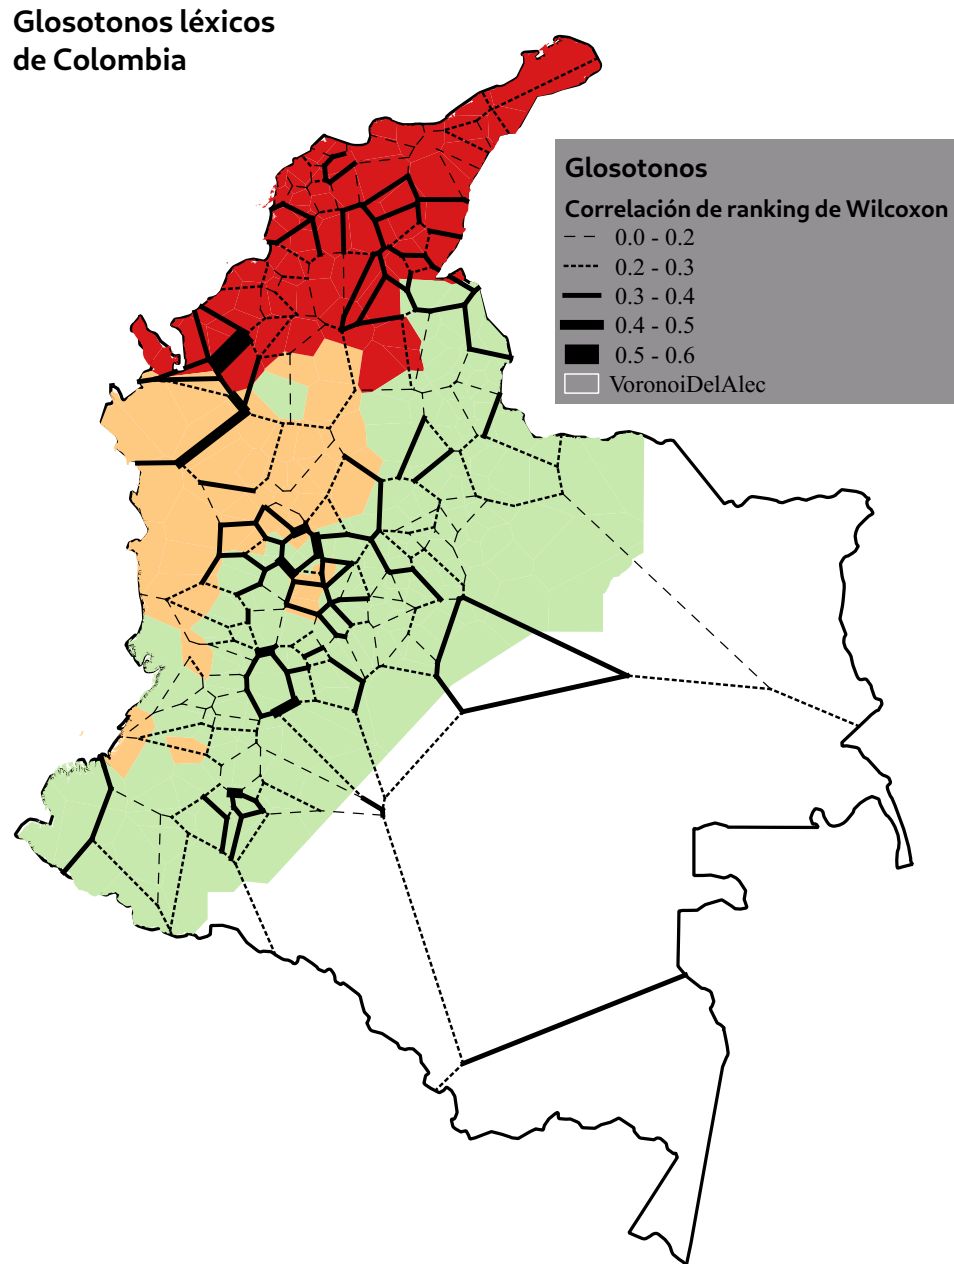 Glosotonos léxicos
de Colombia
Glosotonos
Correlación de ranking de Wilcoxon
0.0 - 0.2
0.2 - 0.3
0.3 - 0.4
0.4 - 0.5
0.5 - 0.6
VoronoiDelAlec